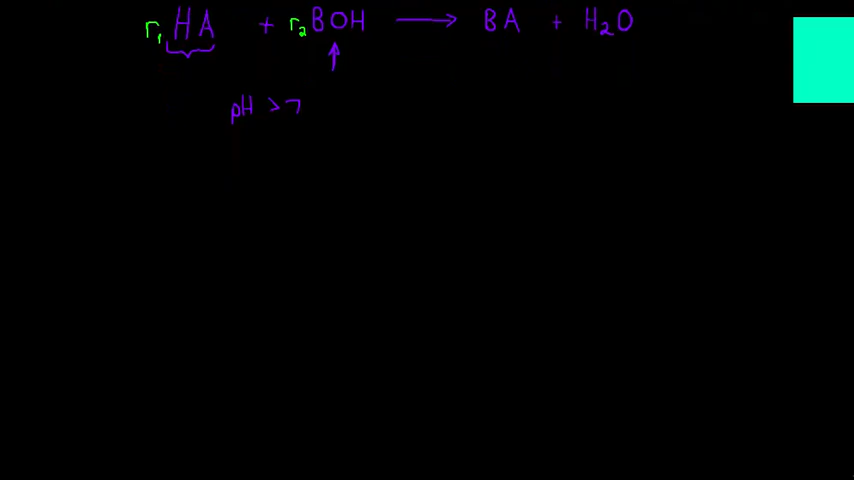 r₁ HA + r₂ BOH ⟶ BA + H₂O
pH > 7